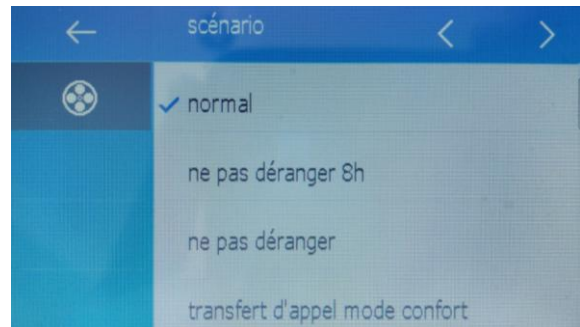 scénario
normal
ne pas déranger 8h
ne pas déranger
transfert d'appel mode confort